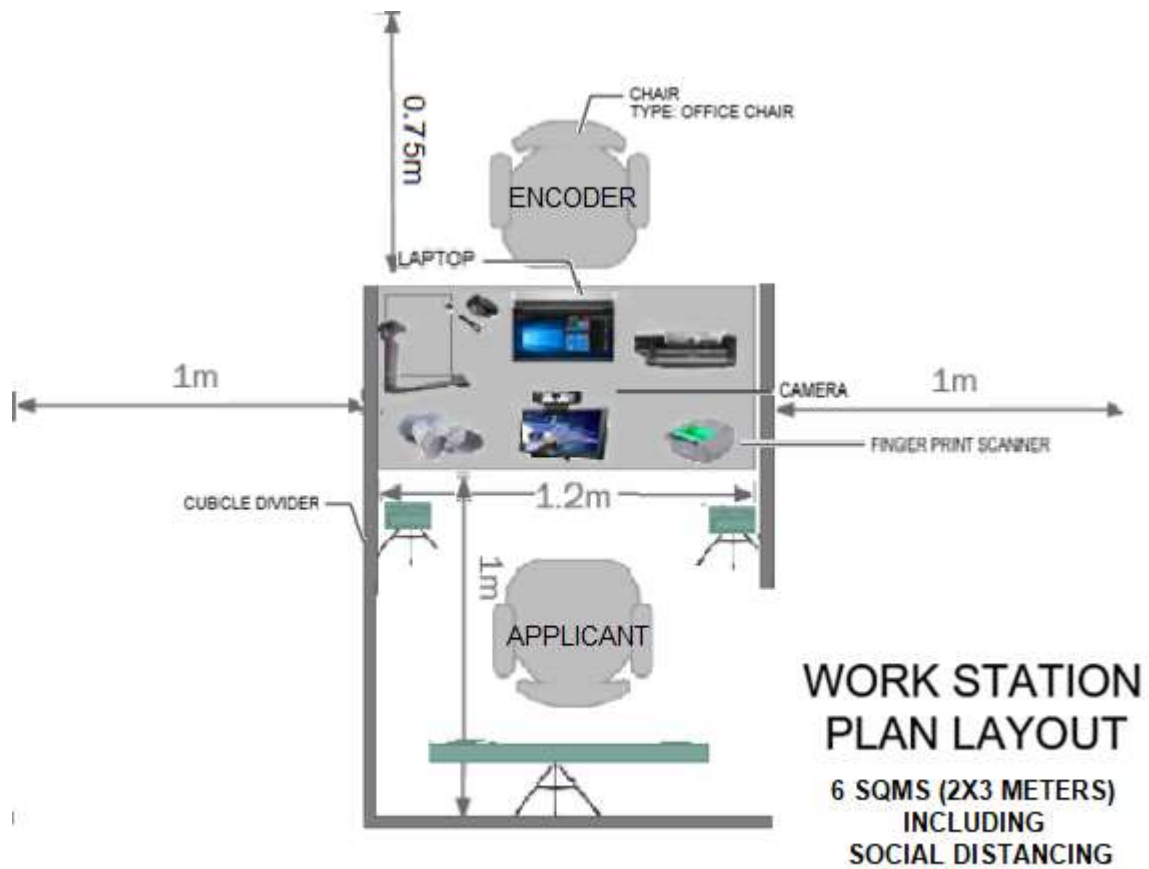 0.75m
CHAIR
TYPE: OFFICE CHAIR
ENCODER
LAPTOP
1m
CAMERA
1m
FINGER PRINT SCANNER
CUBICLE DIVIDER
1.2m
1m
APPLICANT
WORK STATION
PLAN LAYOUT
6 SQMS (2X3 METERS)
INCLUDING
SOCIAL DISTANCING